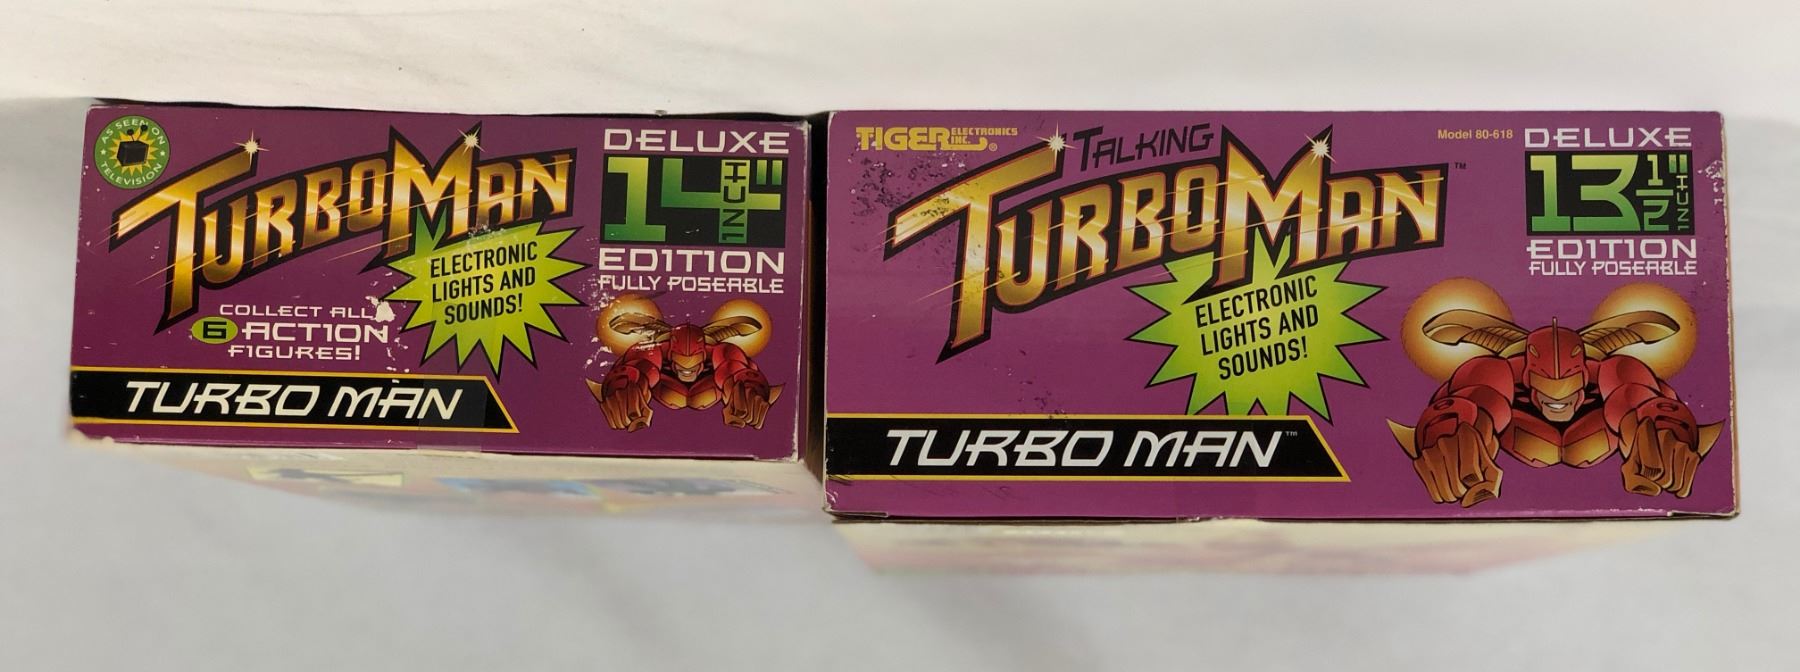 AS SEEN ON
TELEVISION
TURBOMAN
DELUXE
14"
INCH
EDITION
FULLY POSEABLE
ELECTRONIC
LIGHTS AND
SOUNDS!
COLLECT ALL
6 ACTION
FIGURES!
TURBO MAN
TIGER ELECTRONICS
INC.®
TALKING
TURBOMAN™
Model 80-618
DELUXE
13 1/2"
INCH
EDITION
FULLY POSEABLE
ELECTRONIC
LIGHTS AND
SOUNDS!
TURBO MAN™